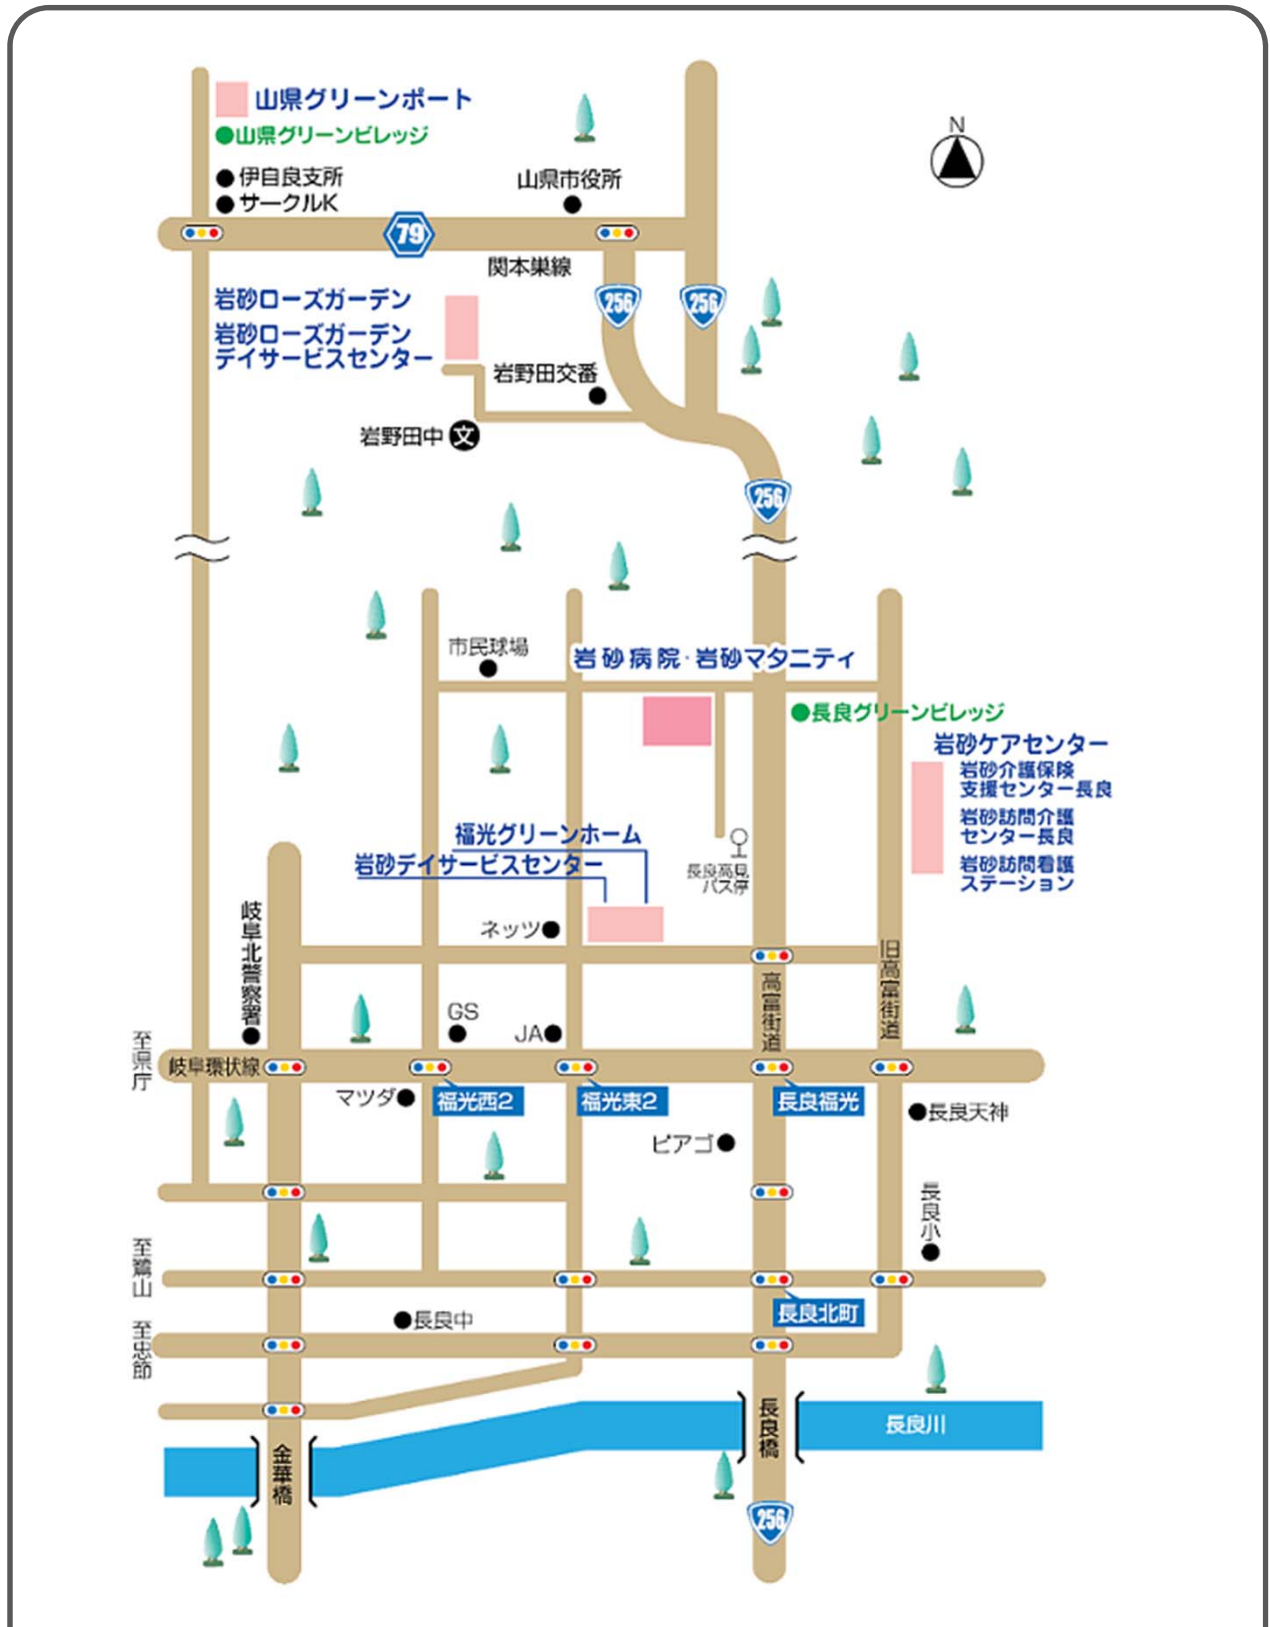 山県グリーンポート
山県グリーンビレッジ
N
伊自良支所
サークルK
山県市役所
79
関本巣線
岩砂ローズガーデン
256
256
岩砂ローズガーデン
デイサービスセンター
岩野田交番
岩野田中
文
256
市民球場
岩砂病院・岩砂マタニティ
長良グリーンビレッジ
岩砂ケアセンター
岩砂介護保険
支援センター長良
岩砂訪問介護
センター長良
岩砂訪問看護
ステーション
福光グリーンホーム
岩砂デイサービスセンター
長良高見
バス停
岐阜北警察署
ネッツ
高富街道
旧高富街道
GS
JA
至県庁
岐阜環状線
マツダ
福光西2
福光東2
長良福光
長良天神
ピアゴ
長良小
至鷺山
長良北町
長良中
至忠節
長良橋
長良川
金華橋
256